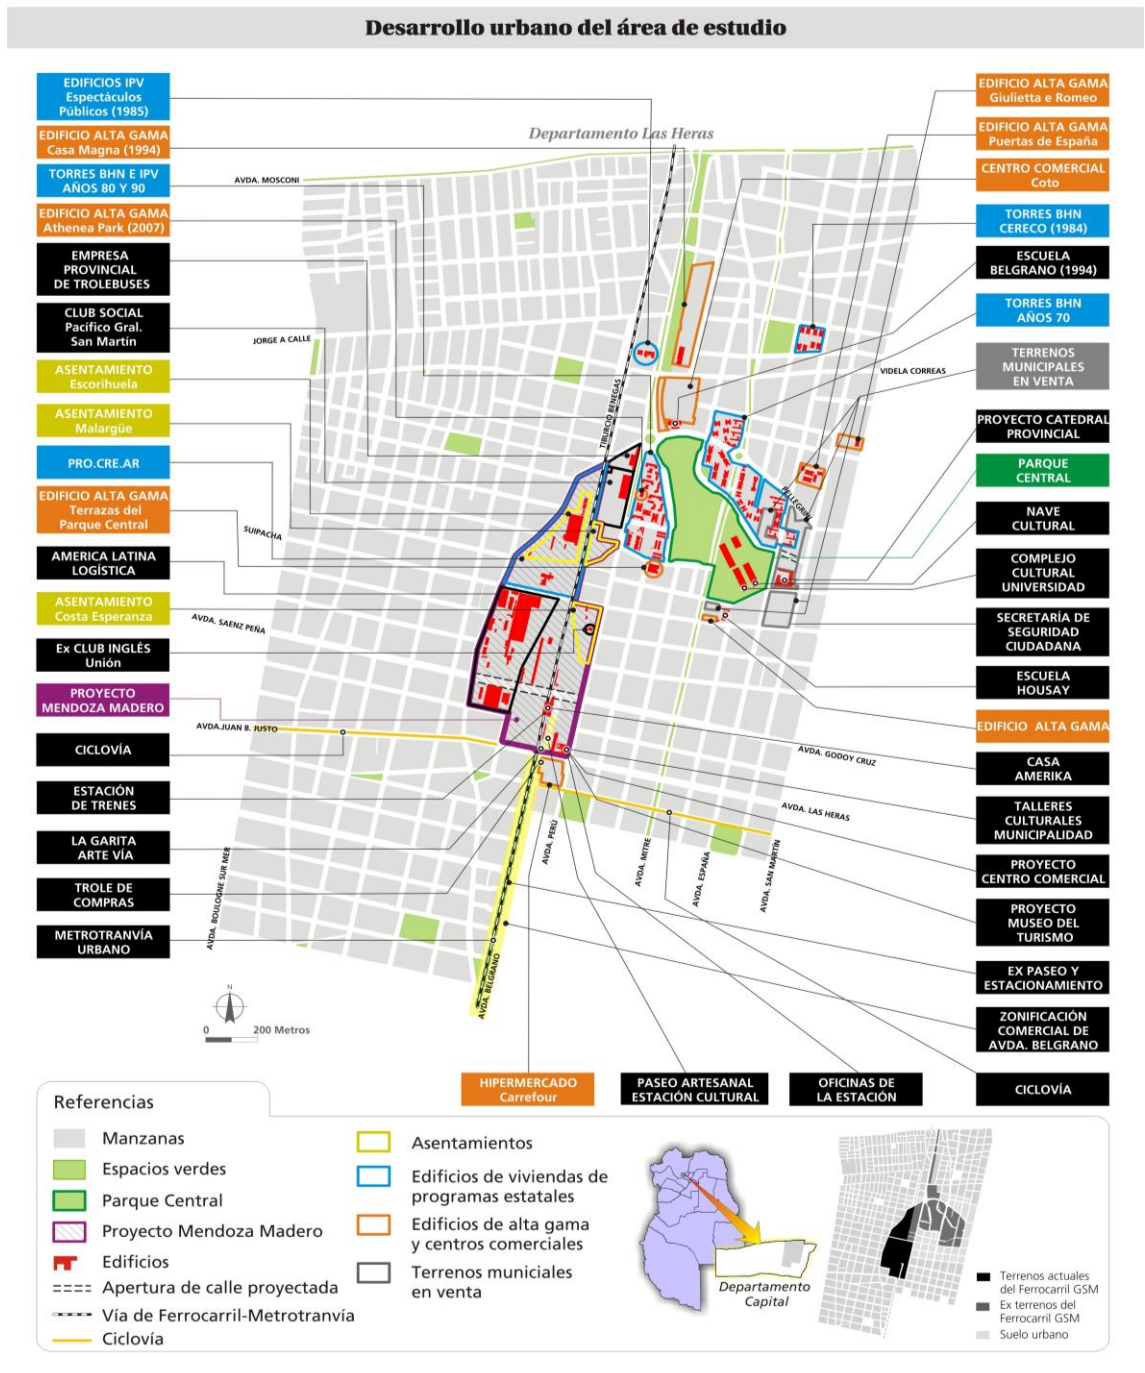 Desarrollo urbano del área de estudio
EDIFICIOS IPV
Espectáculos
Públicos (1985)
EDIFICIO ALTA GAMA
Casa Magna (1994)
TORRES BHN E IPV
AÑOS 80 Y 90
EDIFICIO ALTA GAMA
Athenea Park (2007)
EMPRESA
PROVINCIAL
DE TROLEBUSES
CLUB SOCIAL
Pacífico Gral.
San Martín
ASENTAMIENTO
Escorihuela
ASENTAMIENTO
Malargüe
PRO.CRE.AR
EDIFICIO ALTA GAMA
Terrazas del
Parque Central
AMERICA LATINA
LOGÍSTICA
ASENTAMIENTO
Costa Esperanza
Ex CLUB INGLÉS
Unión
PROYECTO
MENDOZA MADERO
CICLOVÍA
ESTACIÓN
DE TRENES
LA GARITA
ARTE VÍA
TROLE DE
COMPRAS
METROTRANVÍA
URBANO
Departamento Las Heras
AVDA. MOSCONI
JORGE A CALLE
TIBURCIO BENEGAS
VIDELA CORREAS
PELLEGRINI
SUIPACHA
AVDA. SAENZ PEÑA
AVDA.JUAN B. JUSTO
AVDA. GODOY CRUZ
AVDA. LAS HERAS
AVDA. BOULOGNE SUR MER
AVDA. BELGRANO
AVDA. PERÚ
AVDA. MITRE
AVDA. ESPAÑA
AVDA. SAN MARTÍN
N
0 200 Metros
EDIFICIO ALTA GAMA
Giulietta e Romeo
EDIFICIO ALTA GAMA
Puertas de España
CENTRO COMERCIAL
Coto
TORRES BHN
CERECO (1984)
ESCUELA
BELGRANO (1994)
TORRES BHN
AÑOS 70
TERRENOS
MUNICIPALES
EN VENTA
PROYECTO CATEDRAL
PROVINCIAL
PARQUE
CENTRAL
NAVE
CULTURAL
COMPLEJO
CULTURAL
UNIVERSIDAD
SECRETARÍA DE
SEGURIDAD
CIUDADANA
ESCUELA
HOUSAY
EDIFICIO ALTA GAMA
CASA
AMERIKA
TALLERES
CULTURALES
MUNICIPALIDAD
PROYECTO
CENTRO COMERCIAL
PROYECTO
MUSEO DEL
TURISMO
EX PASEO Y
ESTACIONAMIENTO
ZONIFICACIÓN
COMERCIAL DE
AVDA. BELGRANO
CICLOVÍA
HIPERMERCADO
Carrefour
PASEO ARTESANAL
ESTACIÓN CULTURAL
OFICINAS DE
LA ESTACIÓN
Referencias
Manzanas
Espacios verdes
Parque Central
Proyecto Mendoza Madero
Edificios
Apertura de calle proyectada
Vía de Ferrocarril-Metrotranvía
Ciclovía
Asentamientos
Edificios de viviendas de
programas estatales
Edificios de alta gama
y centros comerciales
Terrenos municiales
en venta
Departamento
Capital
Terrenos actuales
del Ferrocarril GSM
Ex terrenos del
Ferrocarril GSM
Suelo urbano